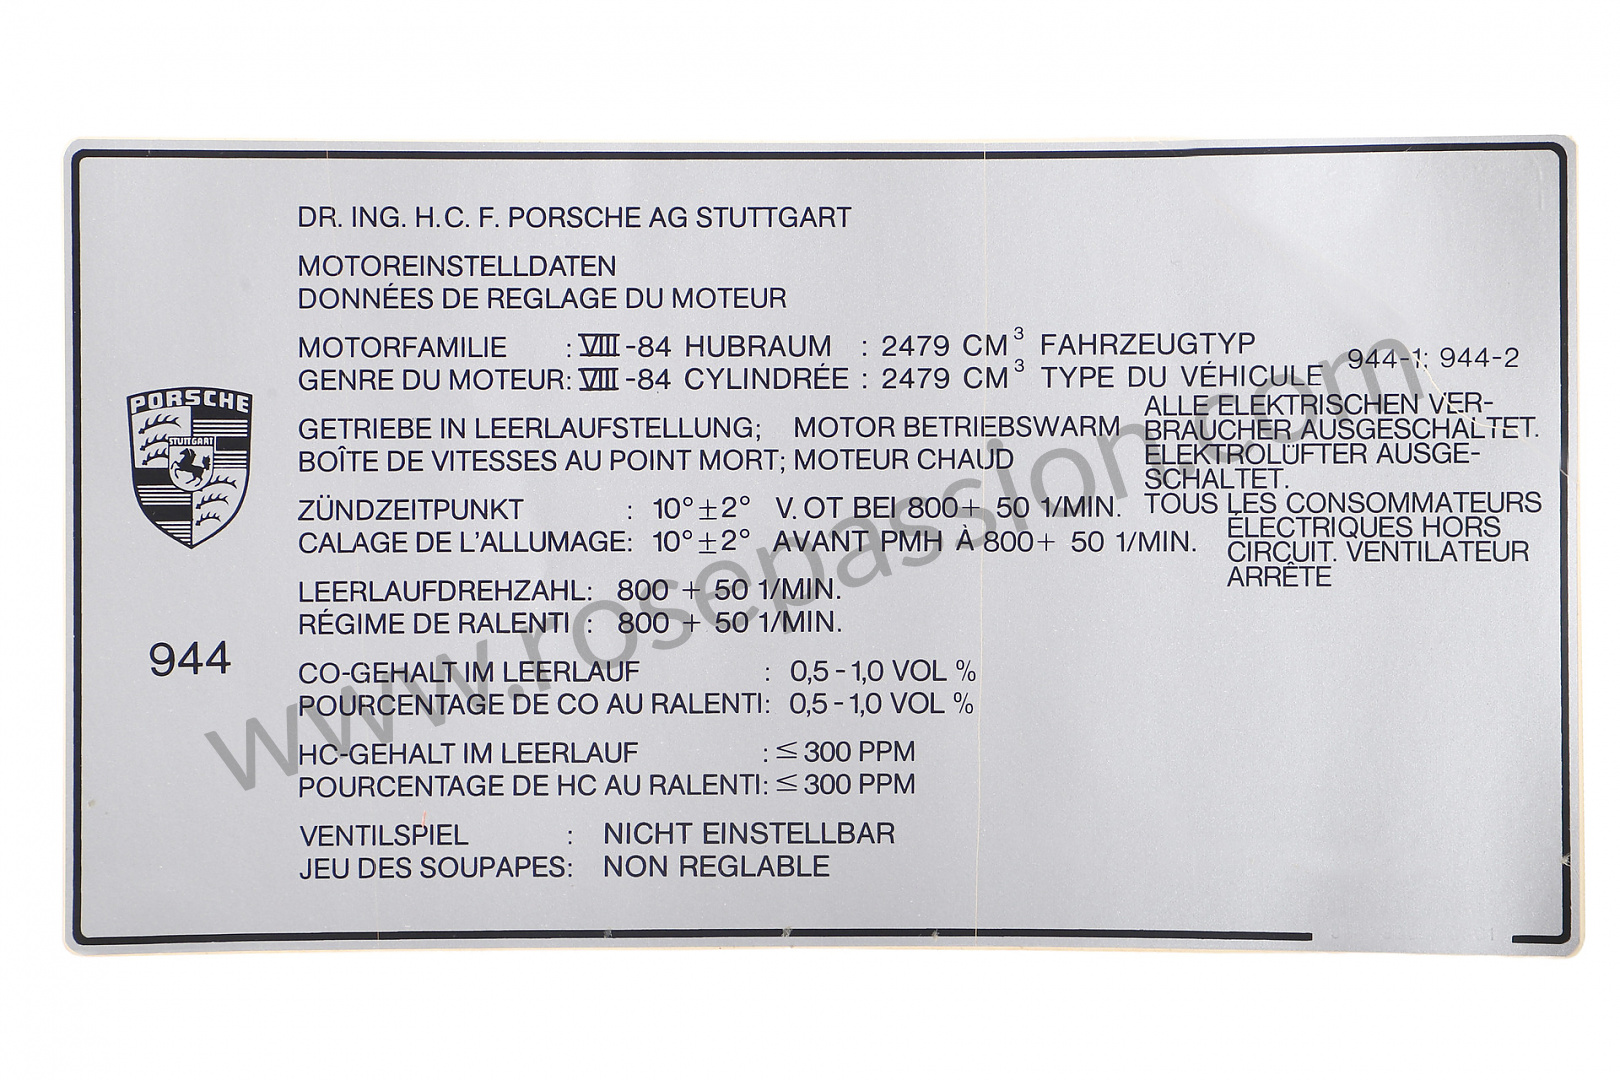 DR. ING. H.C. F. PORSCHE AG STUTTGART
MOTOREINSTELLDATEN
DONNÉES DE REGLAGE DU MOTEUR
MOTORFAMILIE : VIII -84 HUBRAUM : 2479 CM³ FAHRZEUGTYP
GENRE DU MOTEUR: VIII -84 CYLINDRÉE : 2479 CM³ TYPE DU VÉHICULE 944-1: 944-2
GETRIEBE IN LEERLAUFSTELLUNG; MOTOR BETRIEBSWARM
BOÎTE DE VITESSES AU POINT MORT; MOTEUR CHAUD
ALLE ELEKTRISCHEN VER-
BRAUCHER AUSGESCHALTET.
ELEKTROLÜFTER AUSGE-
SCHALTET.
TOUS LES CONSOMMATEURS
ÉLECTRIQUES HORS
CIRCUIT. VENTILATEUR
ARRÊTE
ZÜNDZEITPUNKT : 10°±2° V. OT BEI 800+ 50 1/MIN.
CALAGE DE L'ALLUMAGE: 10°±2° AVANT PMH À 800+ 50 1/MIN.
LEERLAUFDREHZAHL: 800 + 50 1/MIN.
RÉGIME DE RALENTI : 800 + 50 1/MIN.
CO-GEHALT IM LEERLAUF : 0,5-1,0 VOL %
POURCENTAGE DE CO AU RALENTI: 0,5-1,0 VOL %
HC-GEHALT IM LEERLAUF : ≤ 300 PPM
POURCENTAGE DE HC AU RALENTI: ≤ 300 PPM
VENTILSPIEL : NICHT EINSTELLBAR
JEU DES SOUPAPES: NON REGLABLE
PORSCHE
STUTTGART
944
www.rosepassion.com